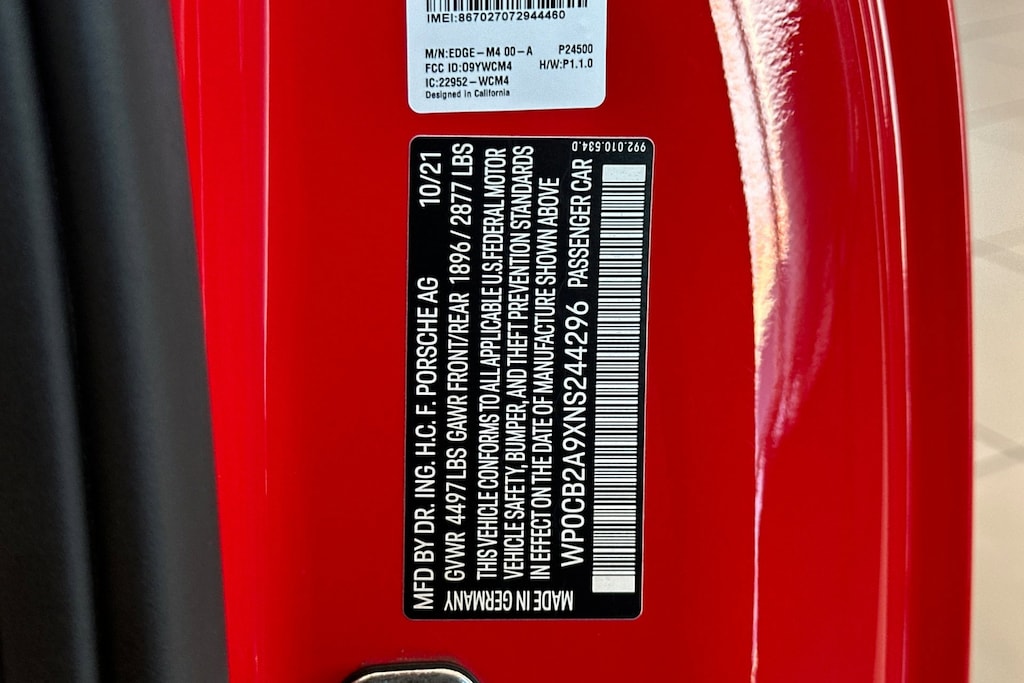 IMEI:867027072944460
M/N:EDGE-M4 00-A P24500
FCC ID:O9YWCM4 H/W:P1.1.0
IC:22952-WCM4
Designed in California
992.010.534.0
MFD BY DR. ING. H.C. F. PORSCHE AG 10/21
GVWR 4497 LBS GAWR FRONT/REAR 1896 / 2877 LBS
THIS VEHICLE CONFORMS TO ALL APPLICABLE U.S. FEDERAL MOTOR
VEHICLE SAFETY, BUMPER, AND THEFT PREVENTION STANDARDS
IN EFFECT ON THE DATE OF MANUFACTURE SHOWN ABOVE
WP0CB2A9XNS244296 PASSENGER CAR
MADE IN GERMANY